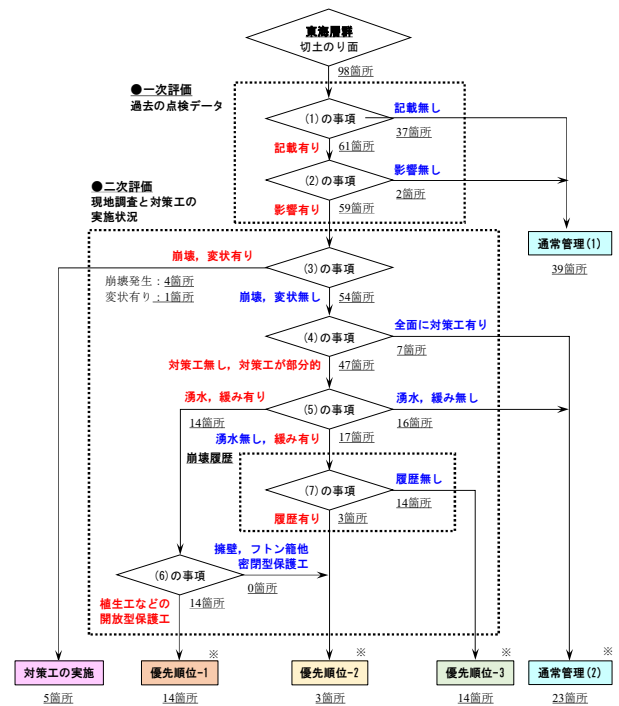 東海層群
切土のり面
98箇所
●一次評価
過去の点検データ
(1)の事項
記載無し
37箇所
記載有り
61箇所
(2)の事項
影響無し
2箇所
影響有り
59箇所
通常管理(1)
39箇所
●二次評価
現地調査と対策工の
実施状況
(3)の事項
崩壊，変状有り
崩壊発生：4箇所
変状有り：1箇所
崩壊，変状無し
54箇所
(4)の事項
全面に対策工有り
7箇所
対策工無し，対策工が部分的
47箇所
(5)の事項
湧水，緩み有り
14箇所
湧水，緩み無し
16箇所
湧水無し，緩み有り
17箇所
崩壊履歴
(7)の事項
履歴無し
14箇所
履歴有り
3箇所
(6)の事項
擁壁，フトン籠他
密閉型保護工
0箇所
植生工などの
開放型保護工
14箇所
対策工の実施
5箇所
※
優先順位-1
14箇所
※
優先順位-2
3箇所
※
優先順位-3
14箇所
※
通常管理(2)
23箇所